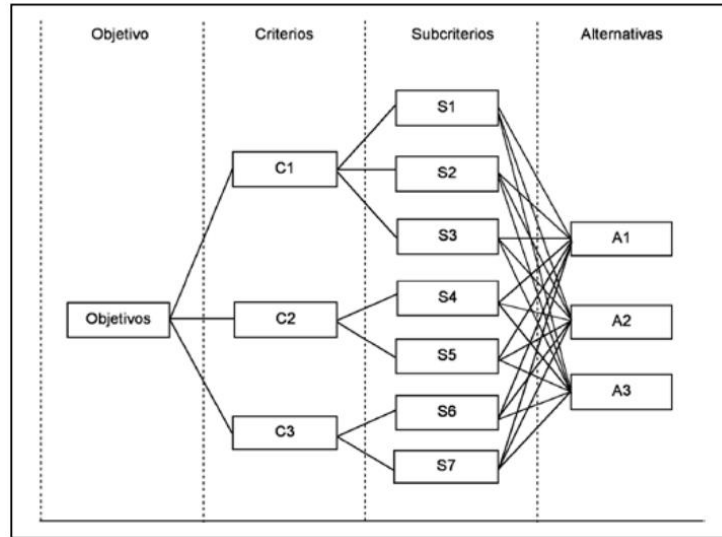 Objetivo Criterios Subcriterios Alternativas
S1
C1
S2
S3
A1
Objetivos
C2
S4
A2
S5
A3
C3
S6
S7